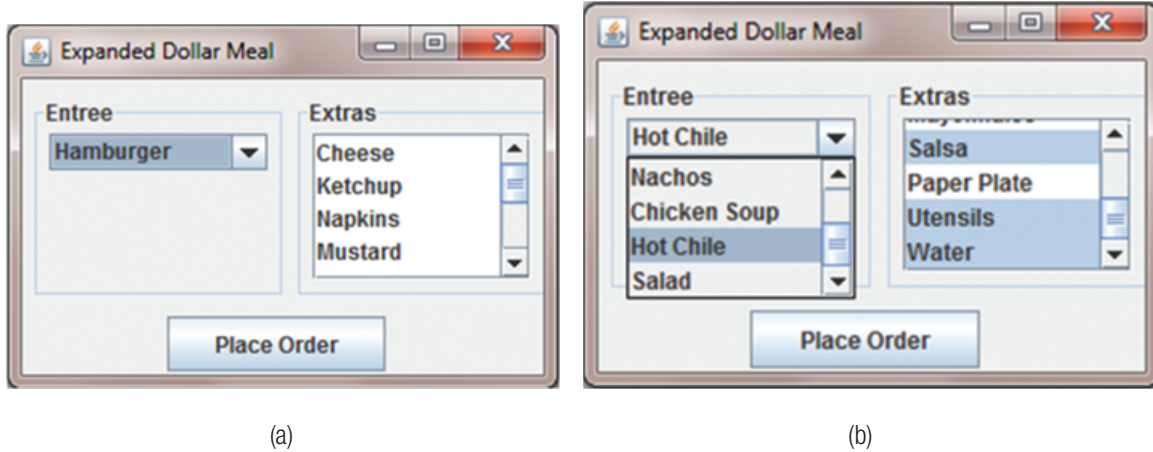 Expanded Dollar Meal
Entree
Hamburger
Extras
Cheese
Ketchup
Napkins
Mustard
Place Order
(a)
Expanded Dollar Meal
Entree
Hot Chile
Nachos
Chicken Soup
Hot Chile
Salad
Extras
Salsa
Paper Plate
Utensils
Water
Place Order
(b)